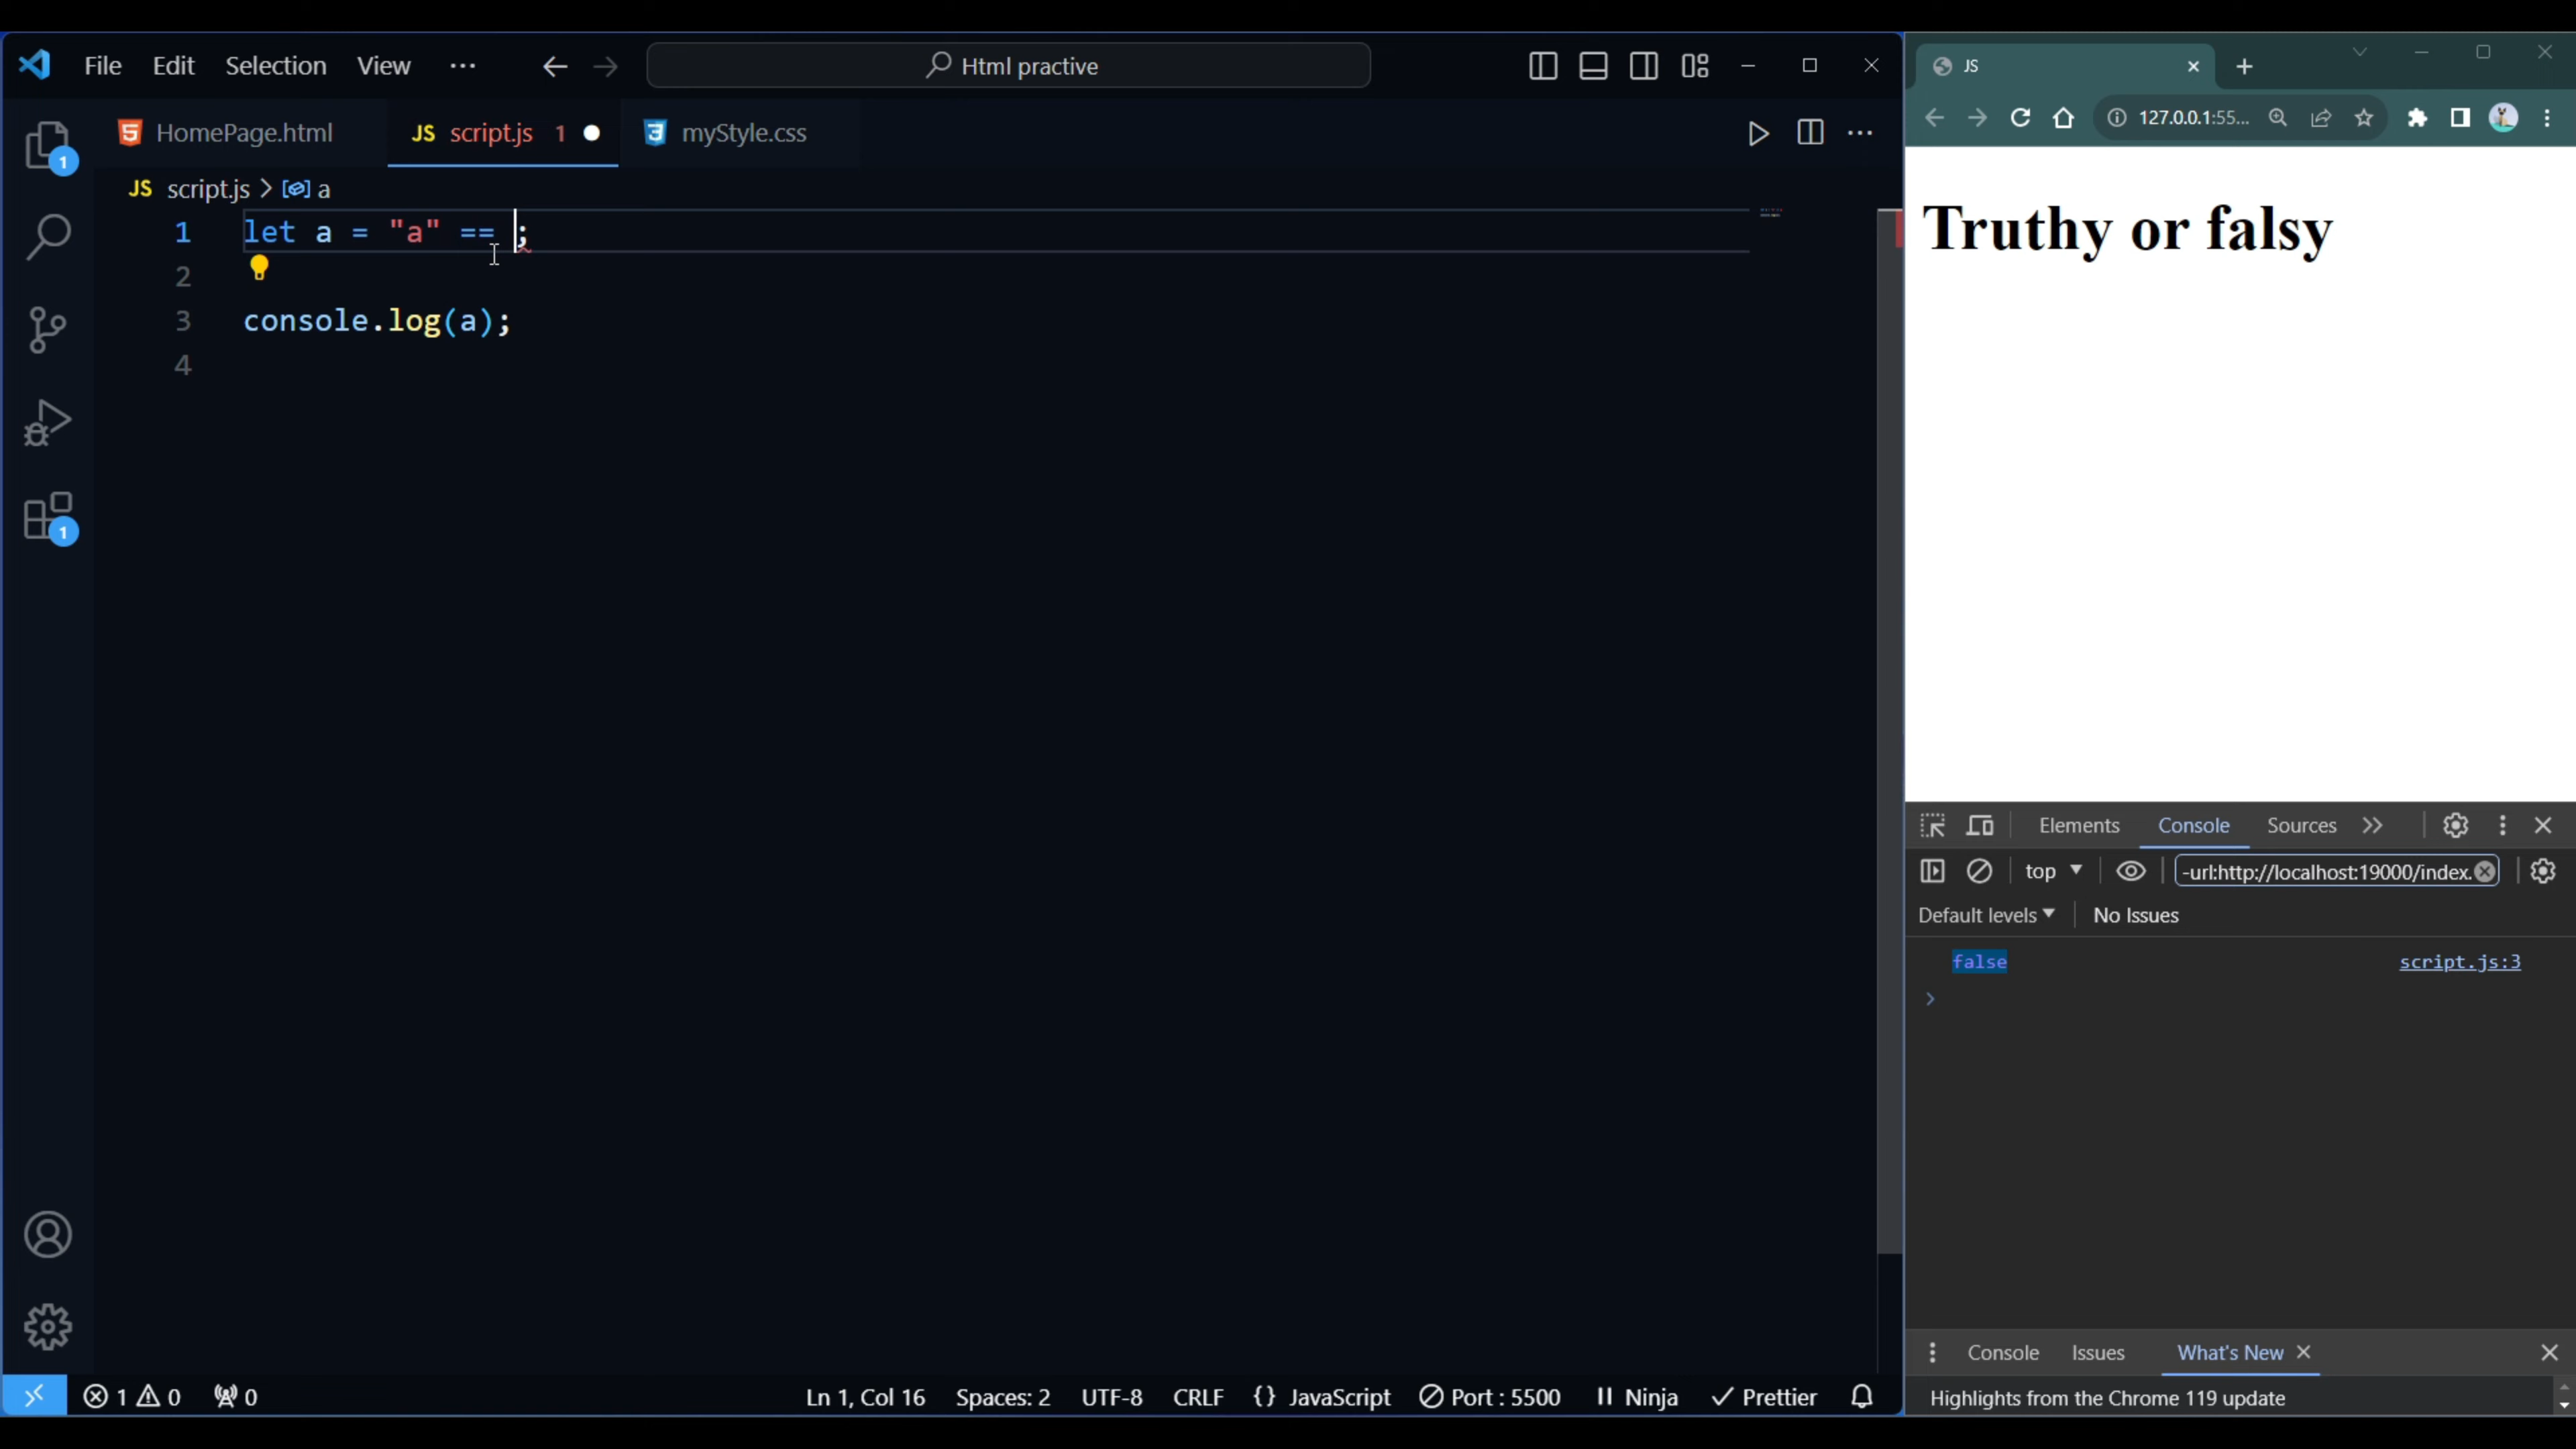 File Edit Selection View ··· Html practive
HomePage.html JS script.js 1 myStyle.css
JS script.js > a
1 let a = "a" == ;
2
3 console.log(a);
4
1
1
1 0 0 Ln 1, Col 16 Spaces: 2 UTF-8 CRLF {} JavaScript Port : 5500 Ninja Prettier
JS
127.0.0.1:55...
Truthy or falsy
Elements Console Sources
top -url:http://localhost:19000/index.
Default levels No Issues
false script.js:3
Console Issues What's New
Highlights from the Chrome 119 update